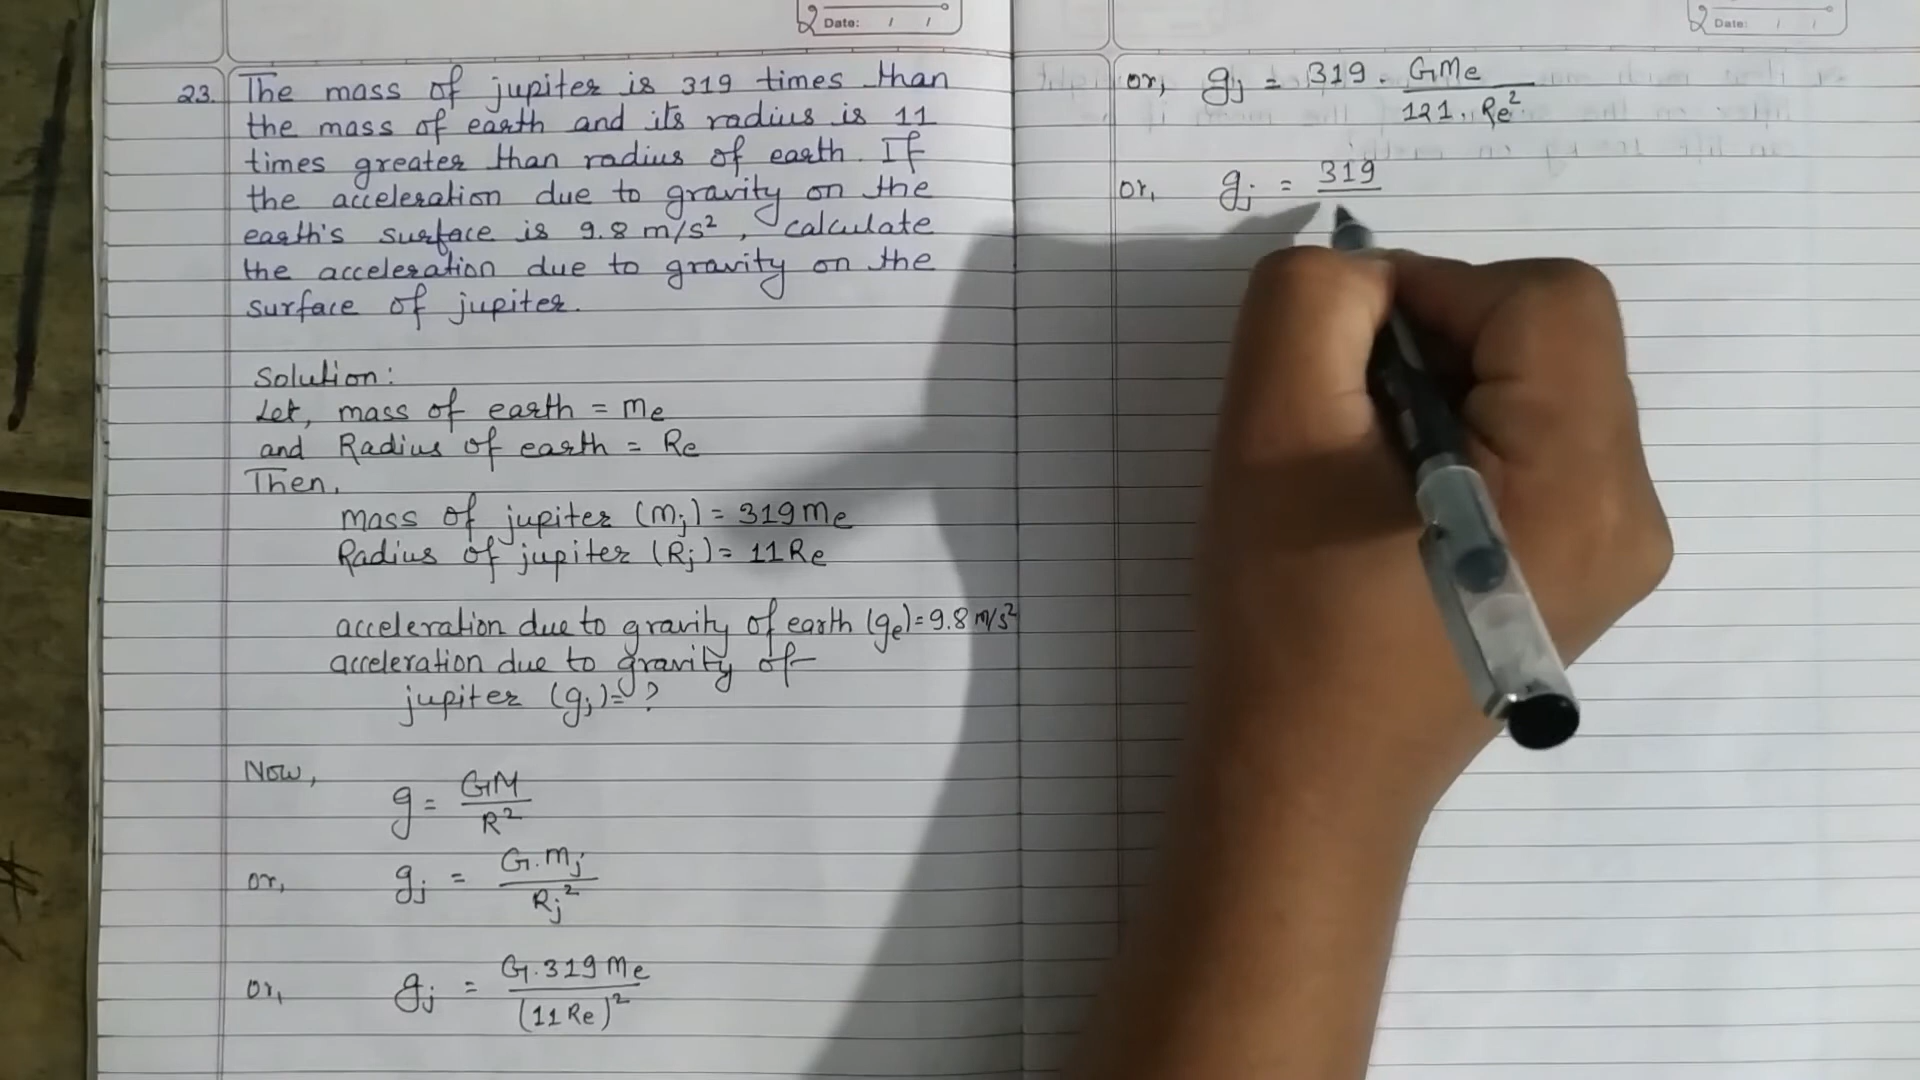 Date: / /
23. The mass of jupiter is 319 times than
the mass of earth and its radius is 11
times greater than radius of earth. If
the acceleration due to gravity on the
earth's surface is 9.8 m/s², calculate
the acceleration due to gravity on the
surface of jupiter.
Solution:
Let, mass of earth = Me
and Radius of earth = Re
Then,
mass of jupiter (mj) = 319 Me
Radius of jupiter (Rj) = 11 Re
acceleration due to gravity of earth (ge) = 9.8 m/s²
acceleration due to gravity of
jupiter (gj) = ?
Now,
g = GM / R²
or, gj = G.mj / Rj²
or, gj = G.319 Me / (11 Re)²
Date: / /
or, gj = 319 . GMe / 121 . Re²
or, gj = 319